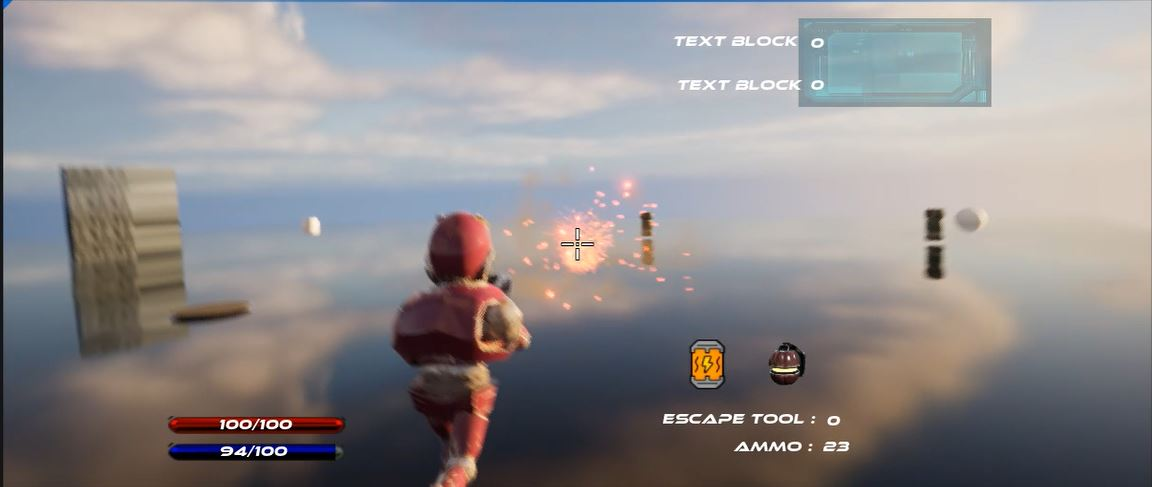 TEXT BLOCK 0
TEXT BLOCK 0
100/100
94/100
ESCAPE TOOL : 0
AMMO : 23